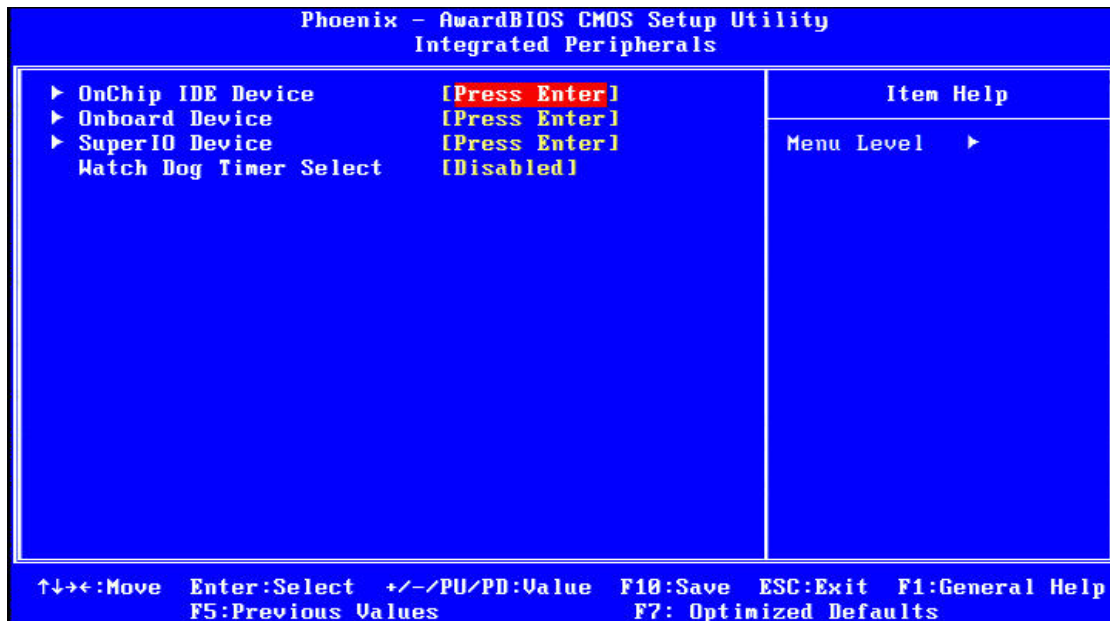 Phoenix - AwardBIOS CMOS Setup Utility
Integrated Peripherals
► OnChip IDE Device [Press Enter]
► Onboard Device [Press Enter]
► SuperIO Device [Press Enter]
Watch Dog Timer Select [Disabled]
Item Help
Menu Level ►
↑↓→←:Move Enter:Select +/-/PU/PD:Value F10:Save ESC:Exit F1:General Help
F5:Previous Values F7: Optimized Defaults